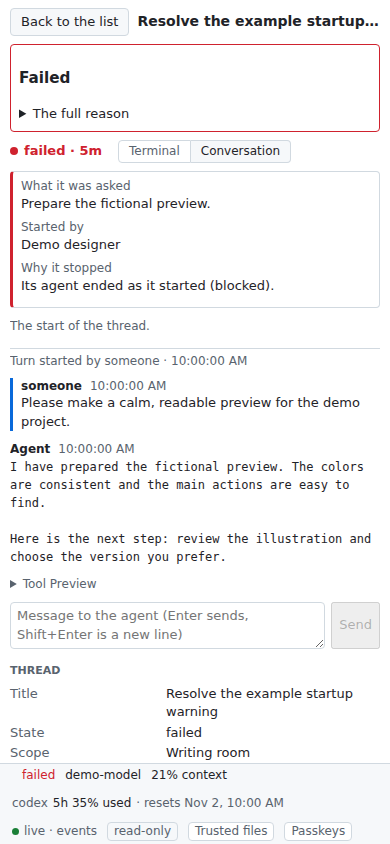 Back to the list Resolve the example startup…
Failed
The full reason
failed · 5m Terminal Conversation
What it was asked
Prepare the fictional preview.
Started by
Demo designer
Why it stopped
Its agent ended as it started (blocked).
The start of the thread.
Turn started by someone · 10:00:00 AM
someone 10:00:00 AM
Please make a calm, readable preview for the demo
project.
Agent 10:00:00 AM
I have prepared the fictional preview. The colors
are consistent and the main actions are easy to
find.
Here is the next step: review the illustration and
choose the version you prefer.
Tool Preview
Message to the agent (Enter sends,
Shift+Enter is a new line)
Send
THREAD
Title Resolve the example startup
warning
State failed
Scope Writing room
failed demo-model 21% context
codex 5h 35% used · resets Nov 2, 10:00 AM
live · events read-only Trusted files Passkeys